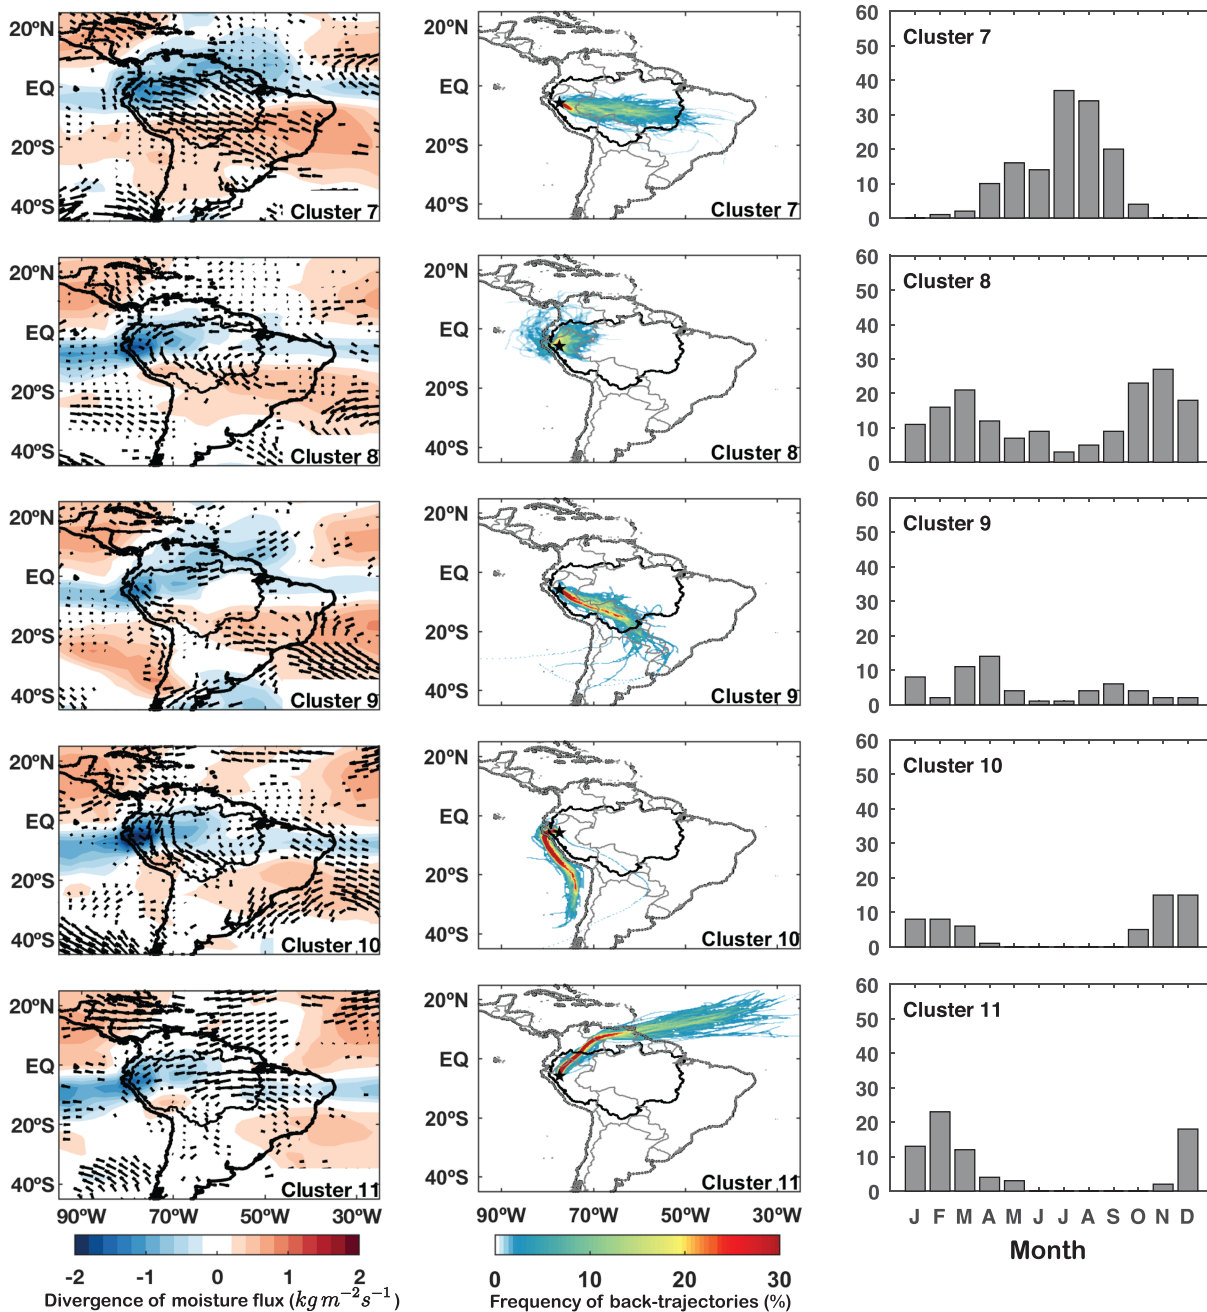 20ºN
EQ
20ºS
40ºS
Cluster 7
20ºN
EQ
20ºS
40ºS
Cluster 7
60
50
40
30
20
10
0
Cluster 7
20ºN
EQ
20ºS
40ºS
Cluster 8
20ºN
EQ
20ºS
40ºS
Cluster 8
60
50
40
30
20
10
0
Cluster 8
20ºN
EQ
20ºS
40ºS
Cluster 9
20ºN
EQ
20ºS
40ºS
Cluster 9
60
50
40
30
20
10
0
Cluster 9
20ºN
EQ
20ºS
40ºS
Cluster 10
20ºN
EQ
20ºS
40ºS
Cluster 10
60
50
40
30
20
10
0
Cluster 10
20ºN
EQ
20ºS
40ºS
Cluster 11
90ºW 70ºW 50ºW 30ºW
20ºN
EQ
20ºS
40ºS
Cluster 11
90ºW 70ºW 50ºW 30ºW
60
50
40
30
20
10
0
Cluster 11
J F M A M J J A S O N D
Month
-2 -1 0 1 2
Divergence of moisture flux (kg m⁻² s⁻¹)
0 10 20 30
Frequency of back-trajectories (%)